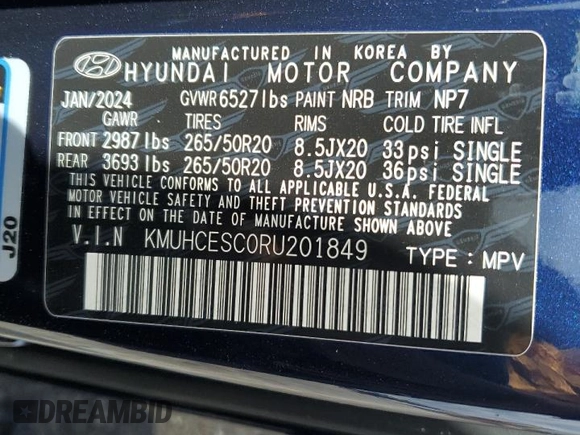 MANUFACTURED IN KOREA BY
HYUNDAI MOTOR COMPANY
JAN/2024 GVWR 6527lbs PAINT NRB TRIM NP7
GAWR TIRES RIMS COLD TIRE INFL
FRONT 2987lbs 265/50R20 8.5JX20 33psi SINGLE
REAR 3693lbs 265/50R20 8.5JX20 36psi SINGLE
THIS VEHICLE CONFORMS TO ALL APPLICABLE U.S.A. FEDERAL
MOTOR VEHICLE SAFETY AND THEFT PREVENTION STANDARDS
IN EFFECT ON THE DATE OF MANUFACTURE SHOWN ABOVE
V.I.N KMUHCESC0RU201849
TYPE : MPV
J20
DREAMBID